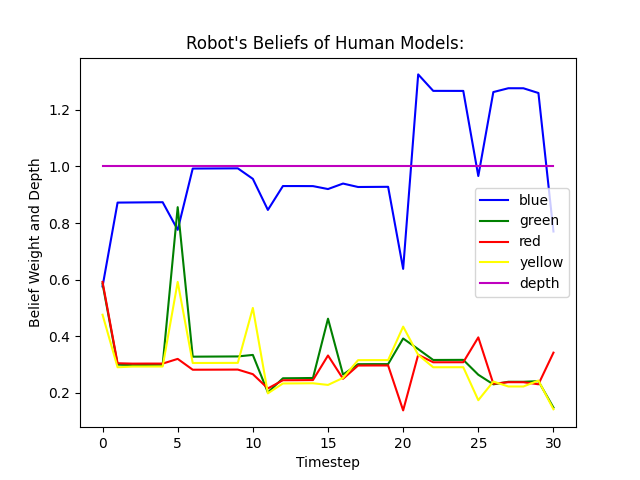 Robot's Beliefs of Human Models:
Belief Weight and Depth
1.2
1.0
0.8
0.6
0.4
0.2
blue
green
red
yellow
depth
0 5 10 15 20 25 30
Timestep